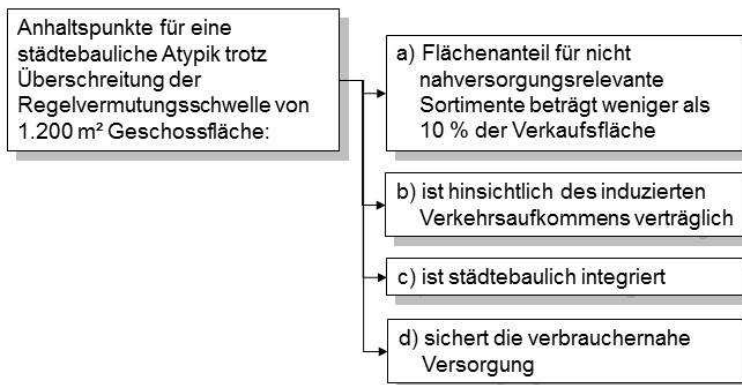 Anhaltspunkte für eine
städtebauliche Atypik trotz
Überschreitung der
Regelvermutungsschwelle von
1.200 m² Geschossfläche:
a) Flächenanteil für nicht
nahversorgungsrelevante
Sortimente beträgt weniger als
10 % der Verkaufsfläche
b) ist hinsichtlich des induzierten
Verkehrsaufkommens verträglich
c) ist städtebaulich integriert
d) sichert die verbrauchernahe
Versorgung